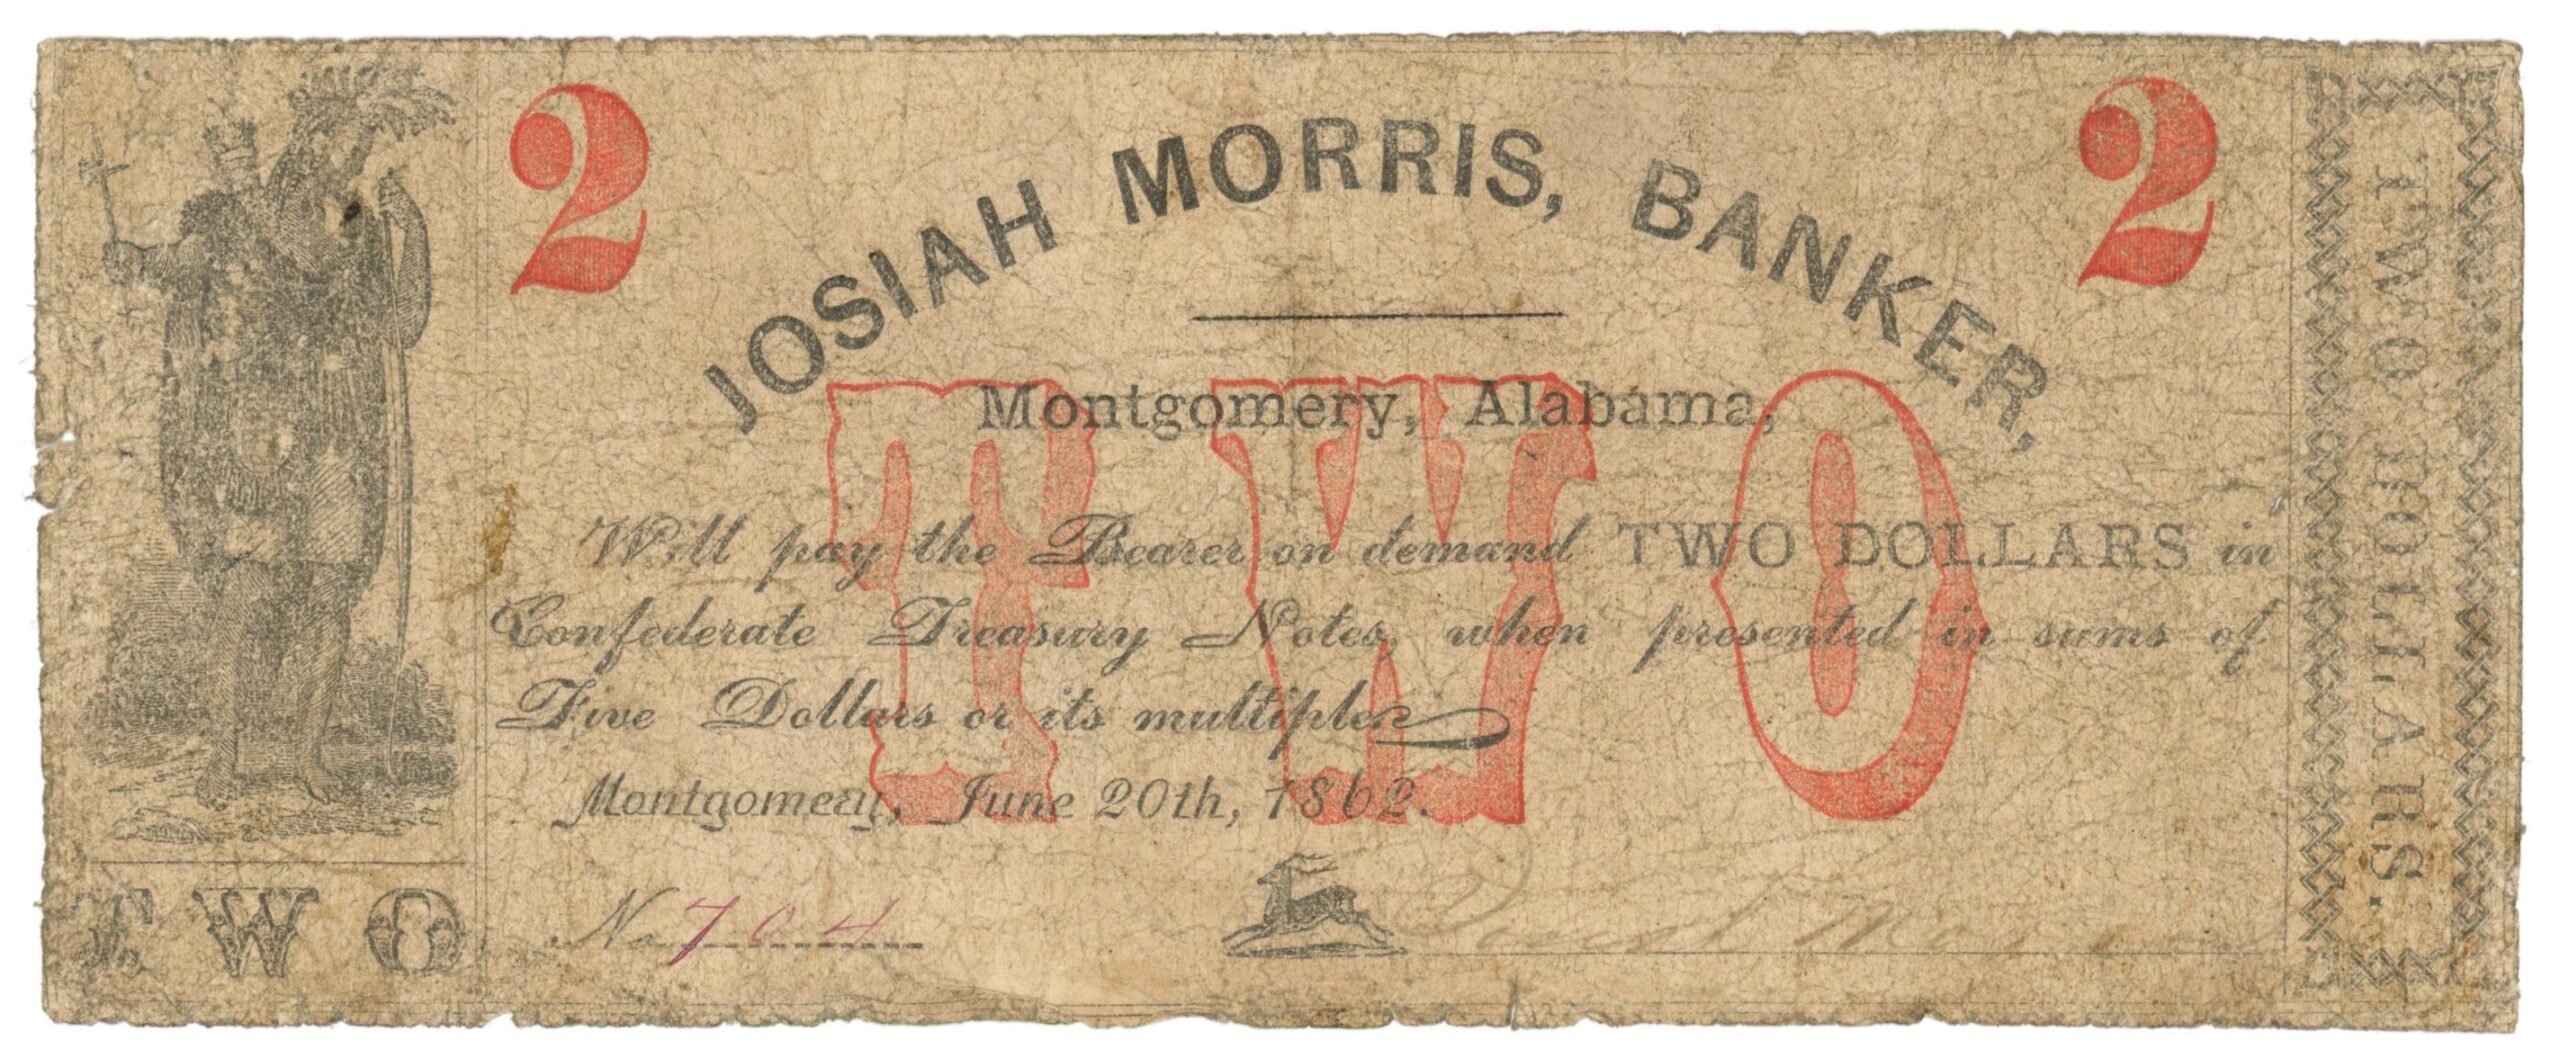 2 2
JOSIAH MORRIS, BANKER,
Montgomery, Alabama,
TWO
Will pay the Bearer on demand TWO DOLLARS in
Confederate Treasury Notes, when presented in sums of
Five Dollars or its multiples
Montgomery, June 20th, 1862.
No 704
Josiah Morris
TWO
TWO DOLLARS.